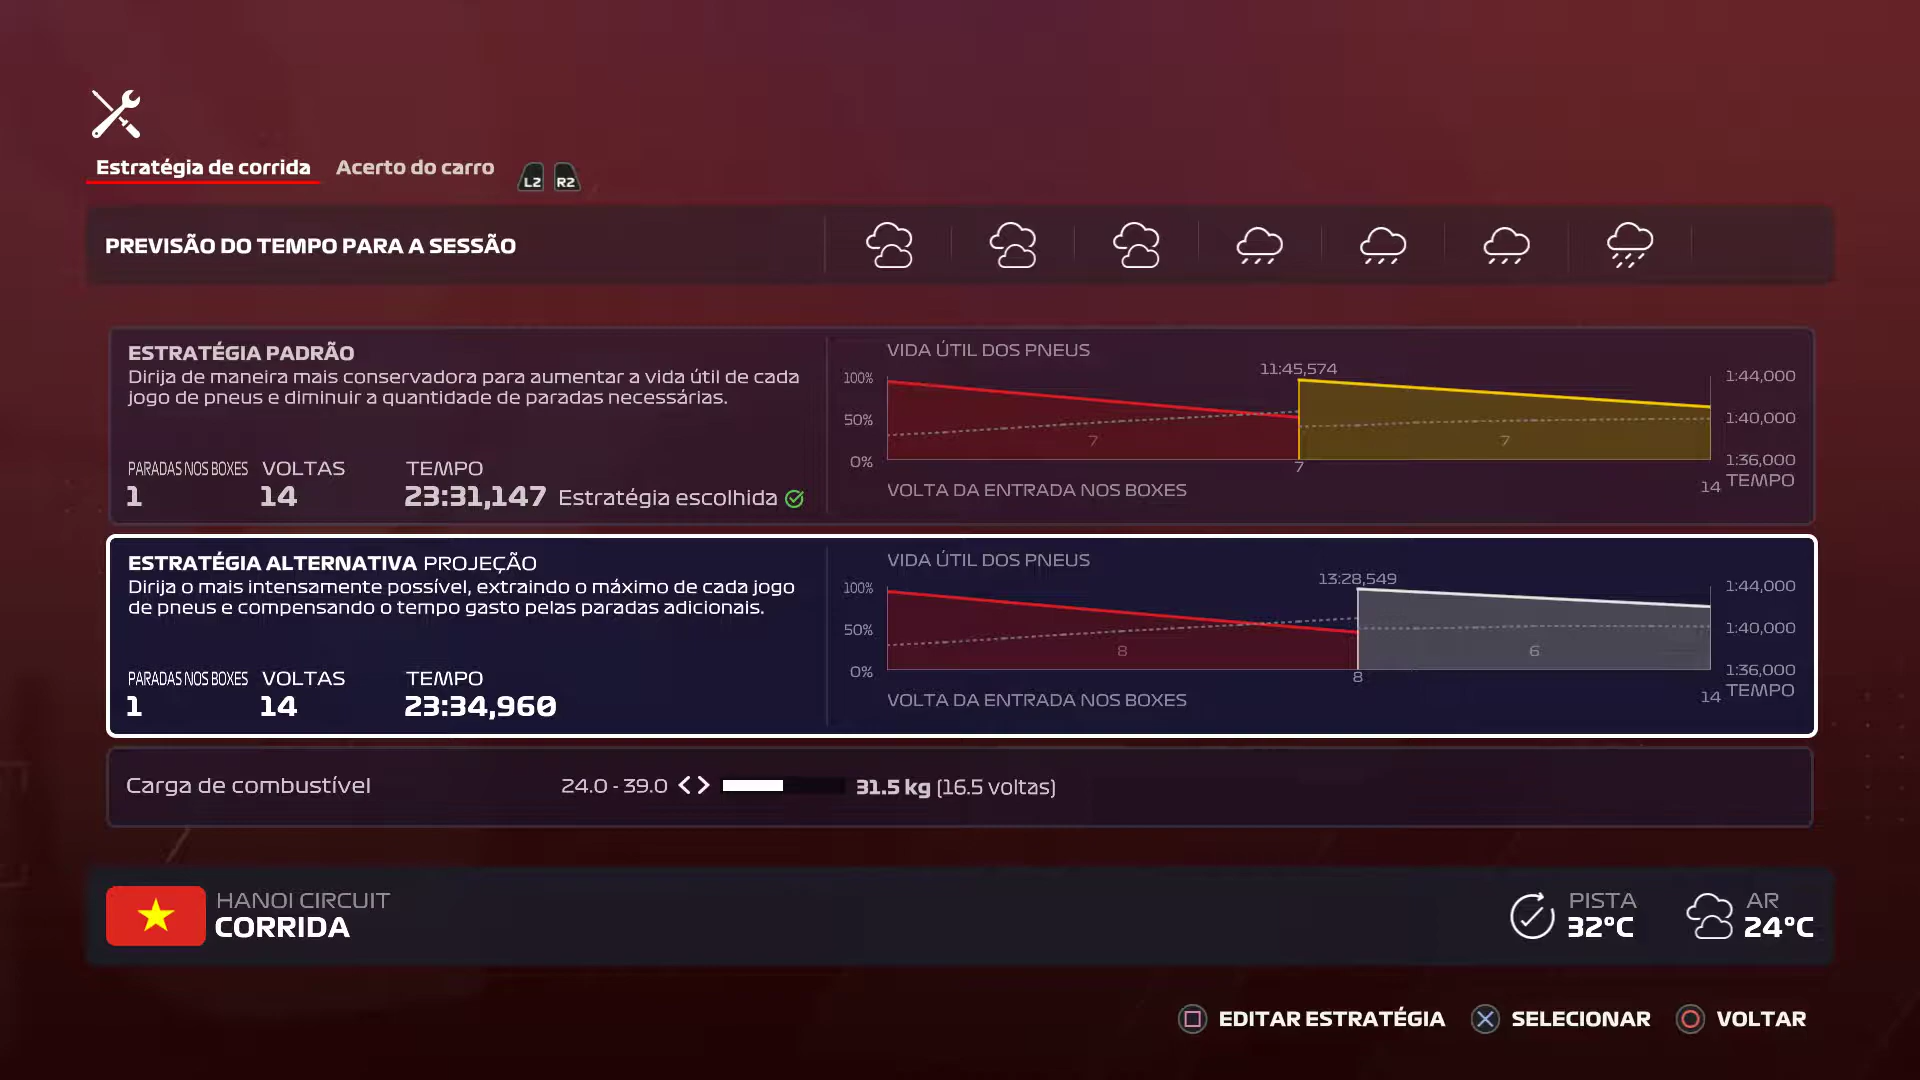 Estratégia de corrida
Acerto do carro
L2 R2
PREVISÃO DO TEMPO PARA A SESSÃO
ESTRATÉGIA PADRÃO
Dirija de maneira mais conservadora para aumentar a vida útil de cada
jogo de pneus e diminuir a quantidade de paradas necessárias.
PARADAS NOS BOXES VOLTAS TEMPO
1 14 23:31,147 Estratégia escolhida
VIDA ÚTIL DOS PNEUS
11:45,574
100% 1:44,000
50% 1:40,000
7 7
0% 1:36,000
7
14 TEMPO
VOLTA DA ENTRADA NOS BOXES
ESTRATÉGIA ALTERNATIVA PROJEÇÃO
Dirija o mais intensamente possível, extraindo o máximo de cada jogo
de pneus e compensando o tempo gasto pelas paradas adicionais.
PARADAS NOS BOXES VOLTAS TEMPO
1 14 23:34,960
VIDA ÚTIL DOS PNEUS
13:28,549
100% 1:44,000
50% 1:40,000
8 6
0% 1:36,000
8
14 TEMPO
VOLTA DA ENTRADA NOS BOXES
Carga de combustível 24.0 - 39.0 31.5 kg (16.5 voltas)
HANOI CIRCUIT
CORRIDA
PISTA
32°C
AR
24°C
EDITAR ESTRATÉGIA SELECIONAR VOLTAR